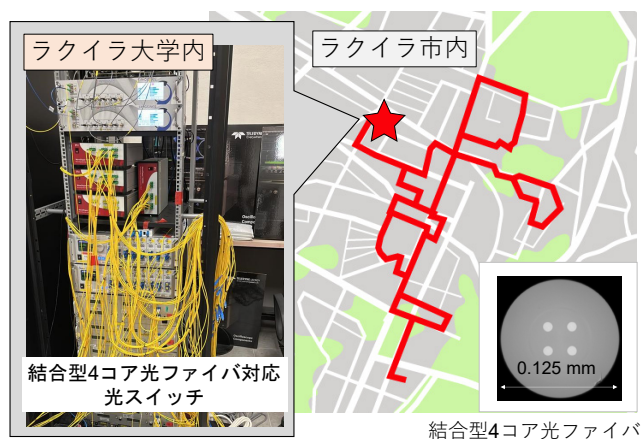 ラクイラ大学内
ラクイラ市内
TELEDYNE
結合型4コア光ファイバ対応
光スイッチ
0.125 mm
結合型4コア光ファイバ